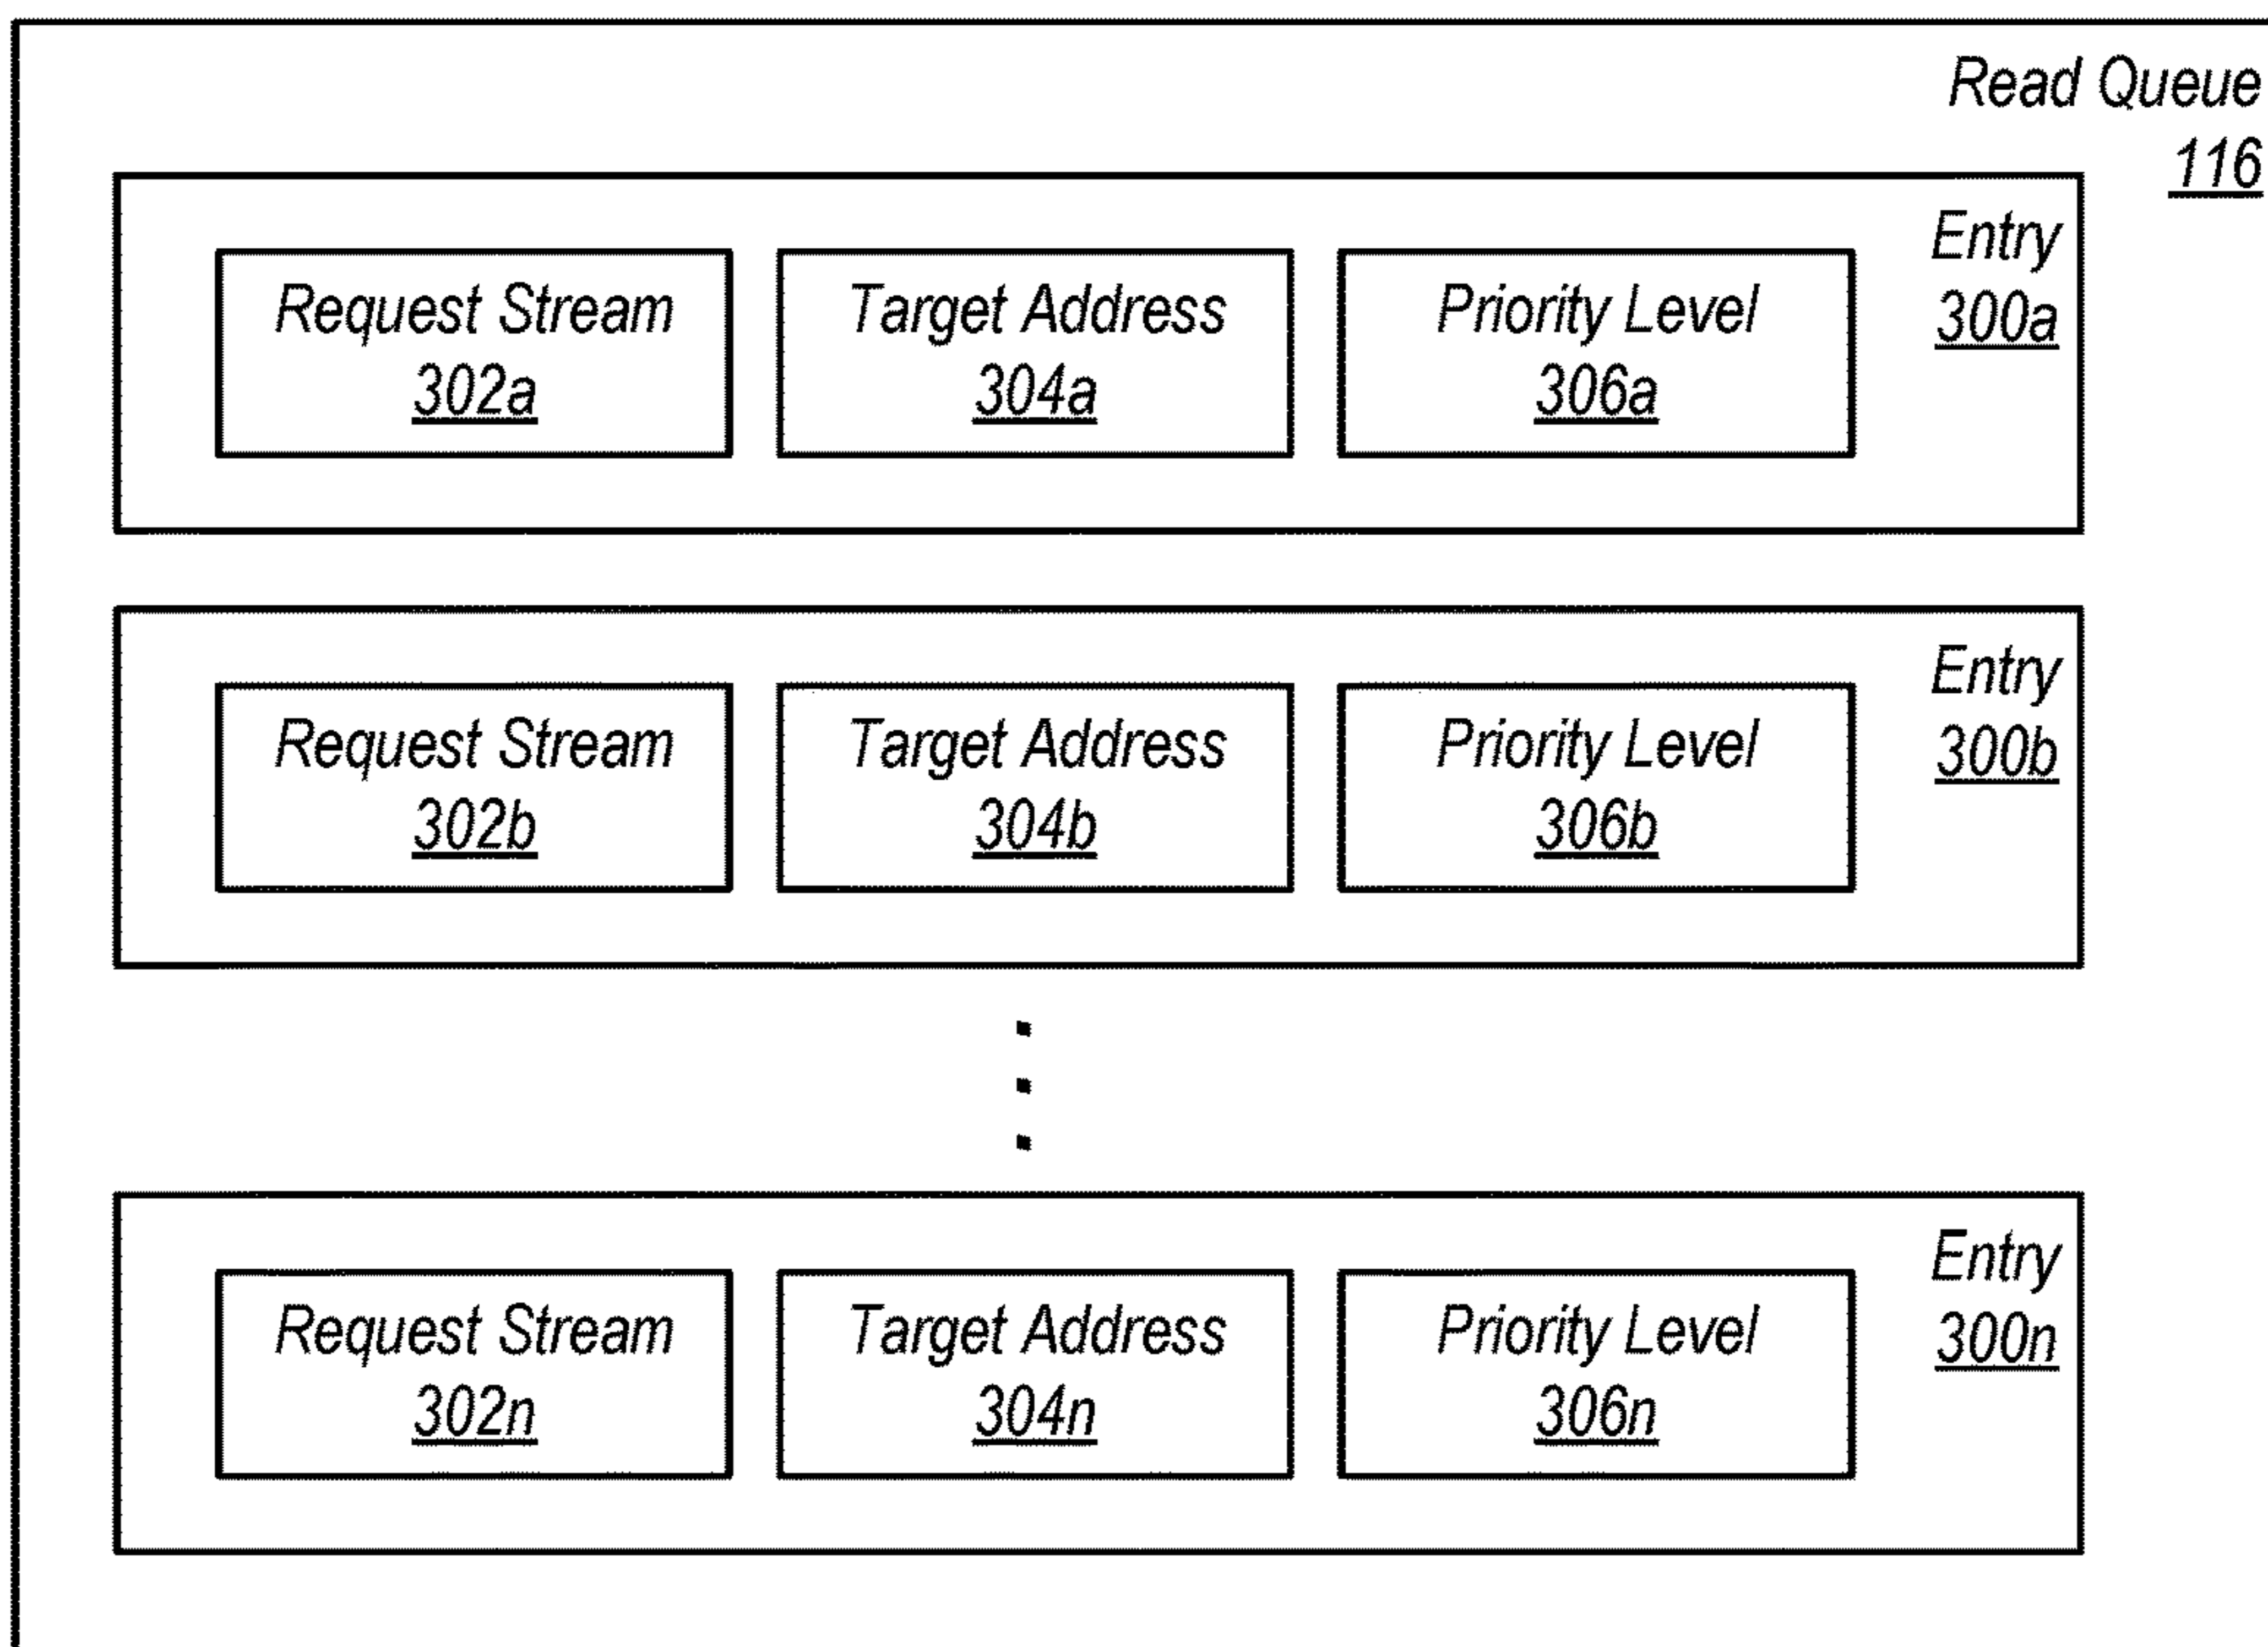 Read Queue
116
Entry
300a
Request Stream
302a
Target Address
304a
Priority Level
306a
Entry
300b
Request Stream
302b
Target Address
304b
Priority Level
306b
Entry
300n
Request Stream
302n
Target Address
304n
Priority Level
306n